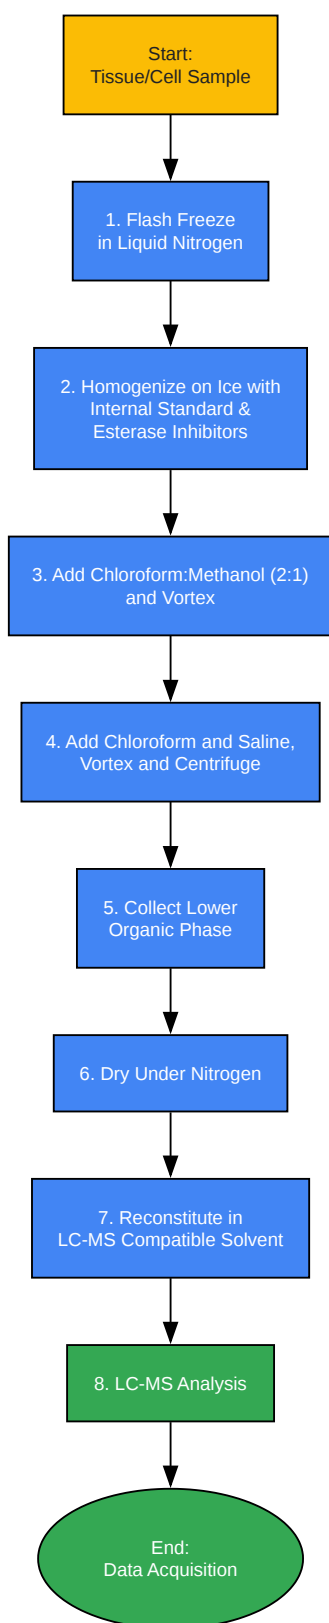 Start:
Tissue/Cell Sample
1. Flash Freeze
in Liquid Nitrogen
2. Homogenize on Ice with
Internal Standard &
Esterase Inhibitors
3. Add Chloroform:Methanol (2:1)
and Vortex
4. Add Chloroform and Saline,
Vortex and Centrifuge
5. Collect Lower
Organic Phase
6. Dry Under Nitrogen
7. Reconstitute in
LC-MS Compatible Solvent
8. LC-MS Analysis
End:
Data Acquisition